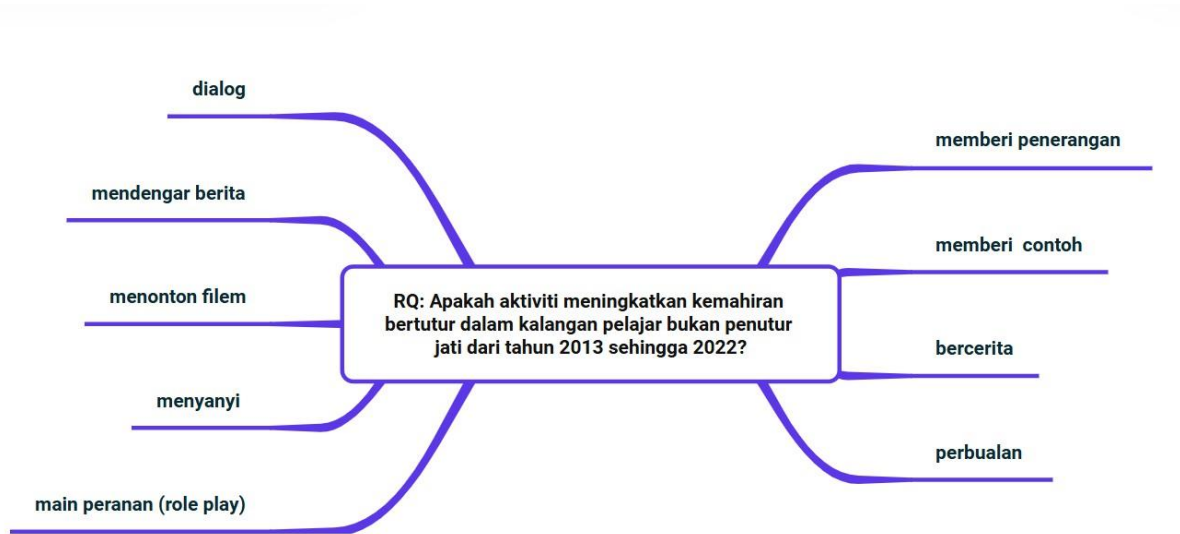 dialog
mendengar berita
menonton filem
menyanyi
main peranan (role play)
RQ: Apakah aktiviti meningkatkan kemahiran
bertutur dalam kalangan pelajar bukan penutur
jati dari tahun 2013 sehingga 2022?
memberi penerangan
memberi contoh
bercerita
perbualan